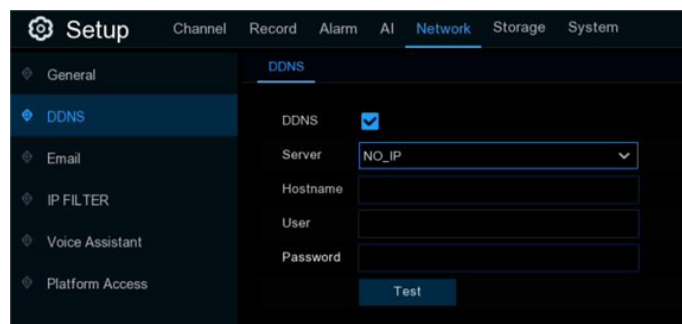 Setup Channel Record Alarm AI Network Storage System
General
DDNS
Email
IP FILTER
Voice Assistant
Platform Access
DDNS
DDNS
Server NO_IP
Hostname
User
Password
Test